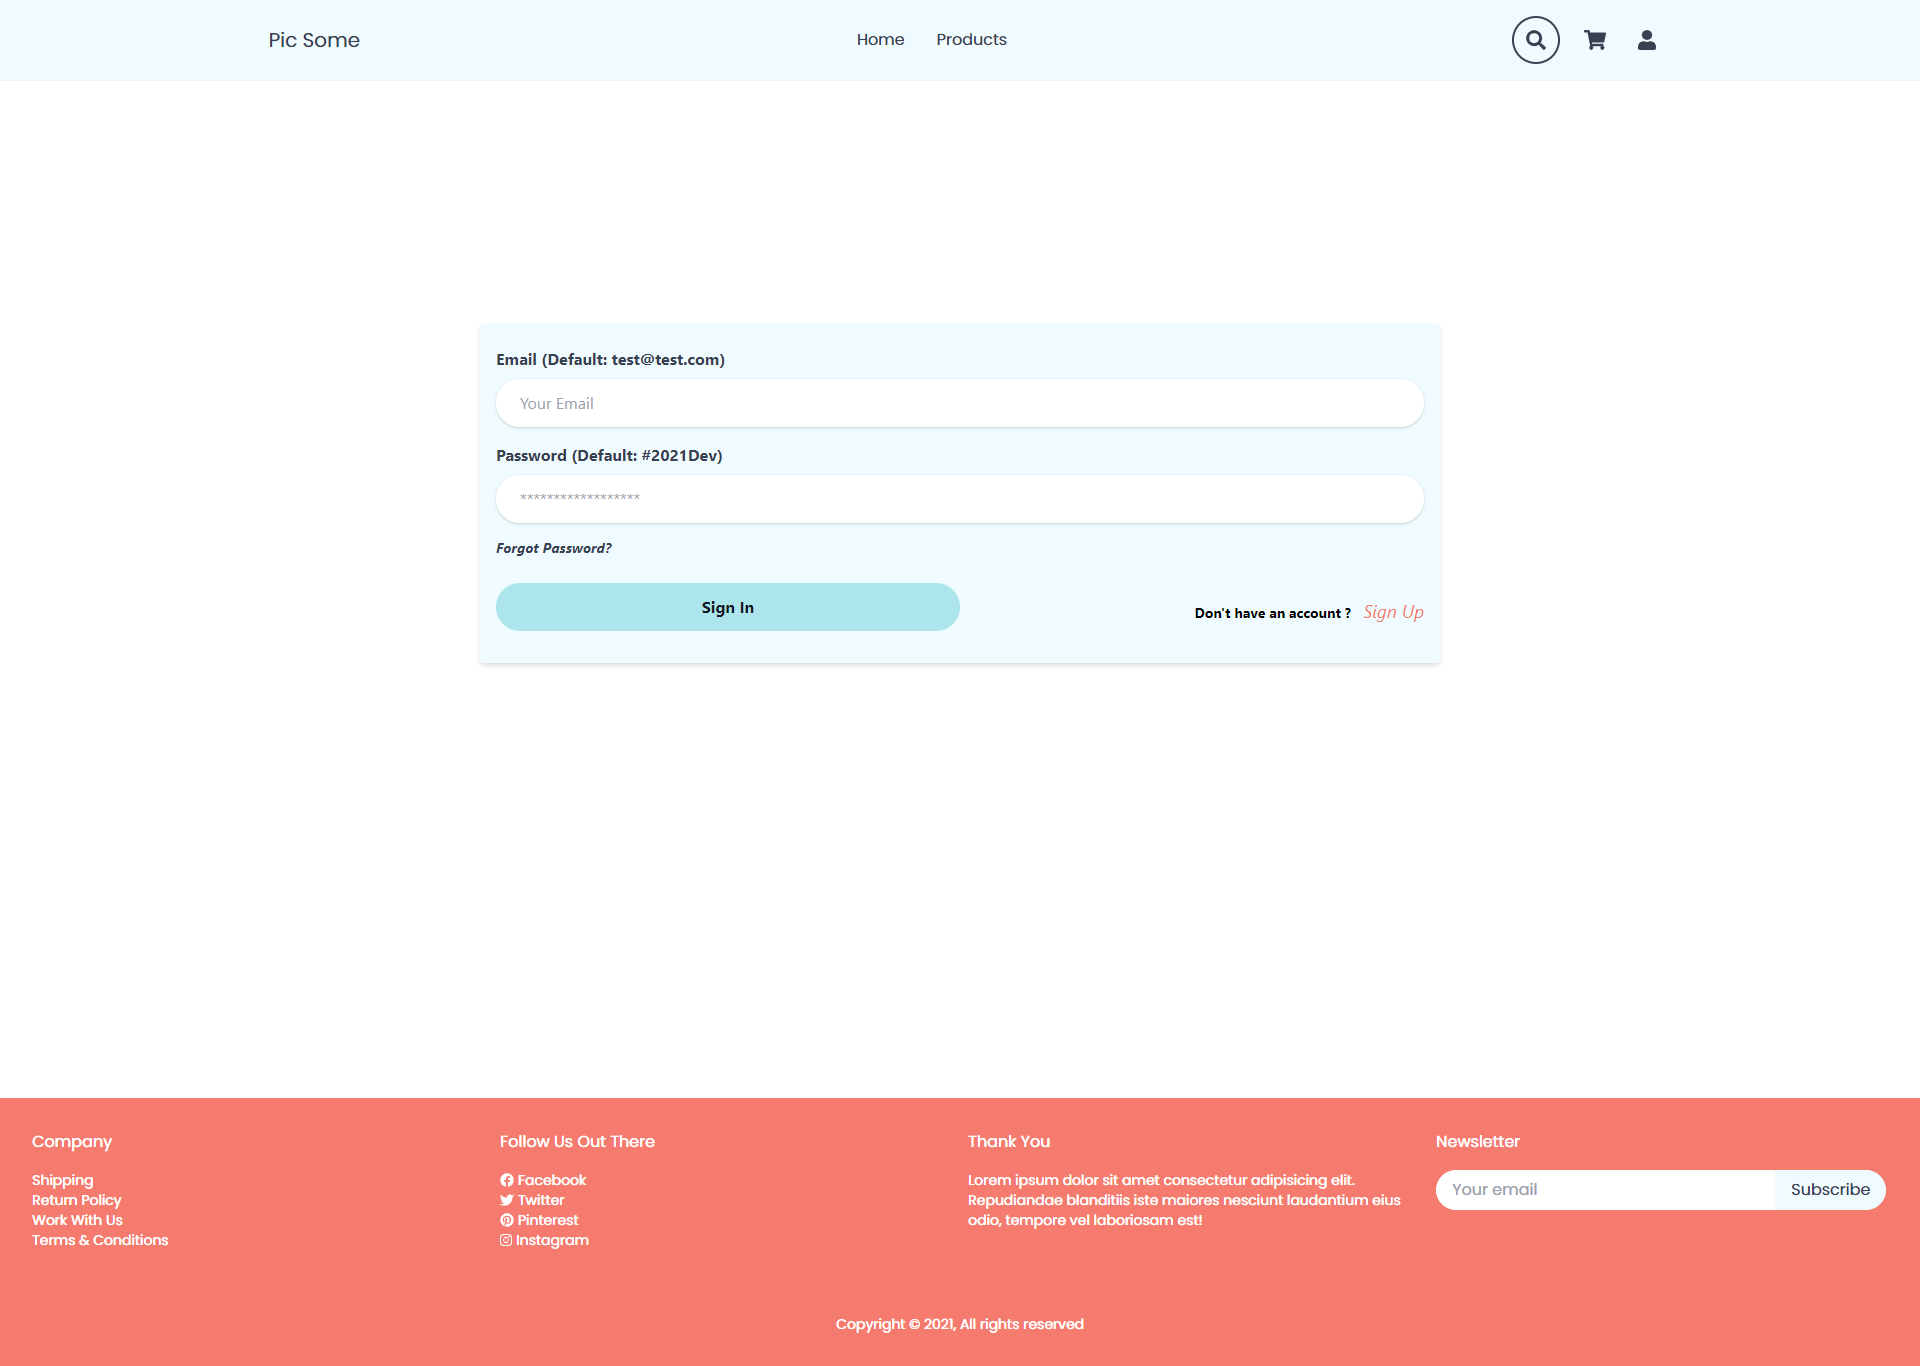 Pic Some
Home Products
Email (Default: test@test.com)
Your Email
Password (Default: #2021Dev)
******************
Forgot Password?
Sign In
Don't have an account ? Sign Up
Company
Shipping
Return Policy
Work With Us
Terms & Conditions
Follow Us Out There
Facebook
Twitter
Pinterest
Instagram
Thank You
Lorem ipsum dolor sit amet consectetur adipisicing elit.
Repudiandae blanditiis iste maiores nesciunt laudantium eius
odio, tempore vel laboriosam est!
Newsletter
Your email Subscribe
Copyright © 2021, All rights reserved